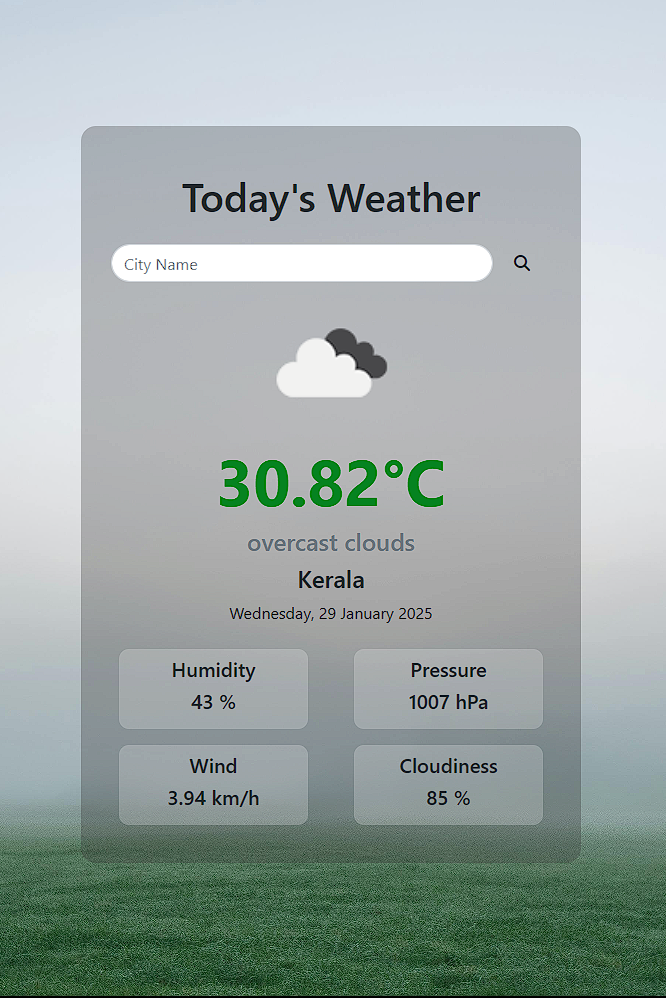 Today's Weather
City Name
30.82°C
overcast clouds
Kerala
Wednesday, 29 January 2025
Humidity
43 %
Pressure
1007 hPa
Wind
3.94 km/h
Cloudiness
85 %